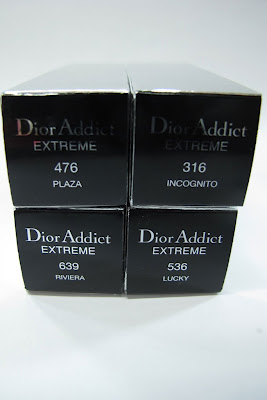 Dior Addict
EXTREME
476
PLAZA
Dior Addict
EXTREME
316
INCOGNITO
Dior Addict
EXTREME
639
RIVIERA
Dior Addict
EXTREME
536
LUCKY